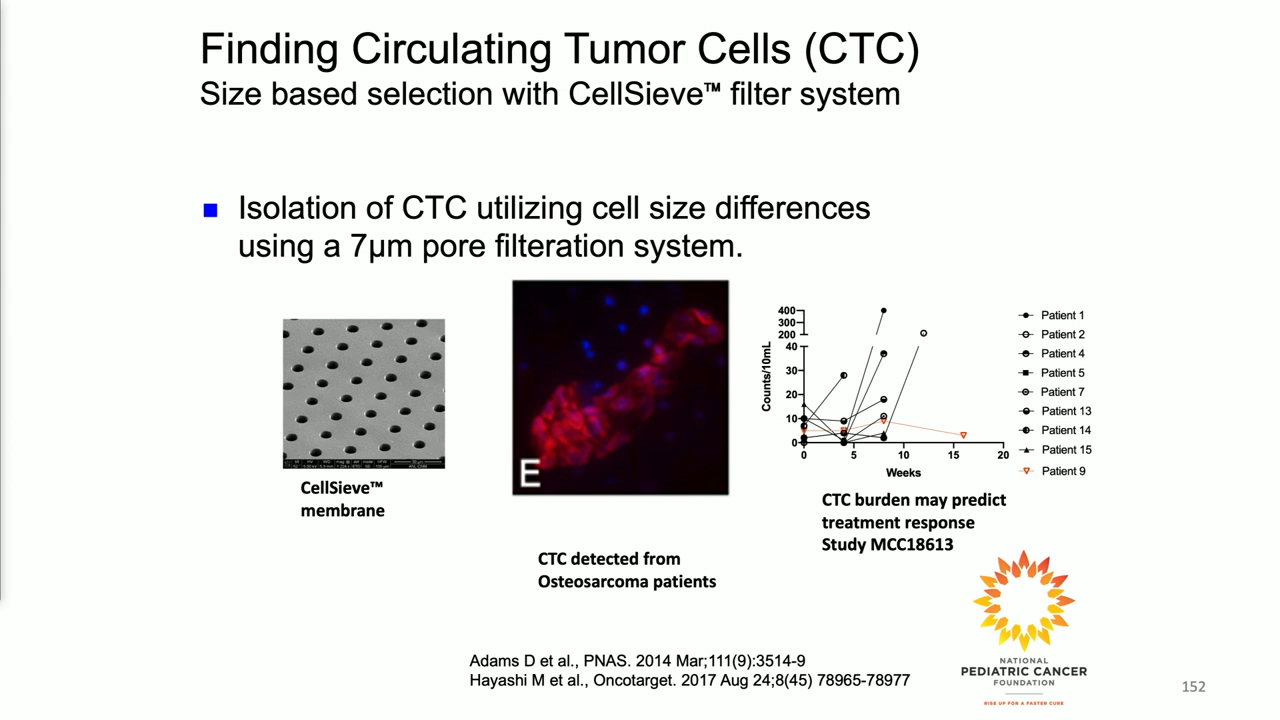 Finding Circulating Tumor Cells (CTC)
Size based selection with CellSieve™ filter system
Isolation of CTC utilizing cell size differences
using a 7µm pore filteration system.
CellSieve™
membrane
E
CTC detected from
Osteosarcoma patients
Counts/10mL
400
300
200
40
30
20
10
0
0 5 10 15 20
Weeks
Patient 1
Patient 2
Patient 4
Patient 5
Patient 7
Patient 13
Patient 14
Patient 15
Patient 9
CTC burden may predict
treatment response
Study MCC18613
Adams D et al., PNAS. 2014 Mar;111(9):3514-9
Hayashi M et al., Oncotarget. 2017 Aug 24;8(45) 78965-78977
NATIONAL
PEDIATRIC CANCER
FOUNDATION
RISE UP FOR A FASTER CURE
152